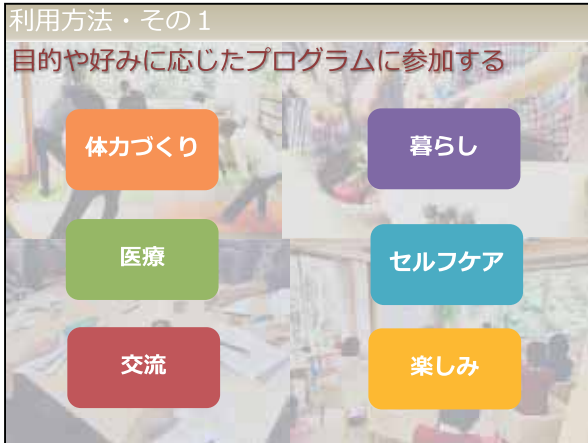 利用方法・その１
目的や好みに応じたプログラムに参加する
体力づくり
暮らし
医療
セルフケア
交流
楽しみ